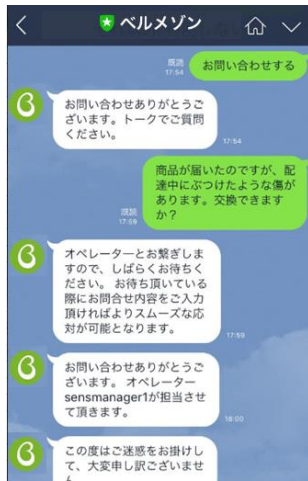 ベルメゾン
既読
17:54
お問い合わせする
お問い合わせありがとうご
ざいます。トークでご質問
ください。
17:54
商品が届いたのですが、配
達中にぶつけたような傷が
あります。交換できます
か？
既読
17:59
オペレーターとお繋ぎしま
すので、しばらくお待ちく
ださい。 お待ち頂いている
際にお問合せ内容をご入力
頂ければよりスムーズな応
対が可能となります。
17:59
お問い合わせありがとうご
ざいます。 オペレーター
sensmanager1が担当させ
て頂きます。
18:00
この度はご迷惑をお掛けし
て、大変申し訳ございませ